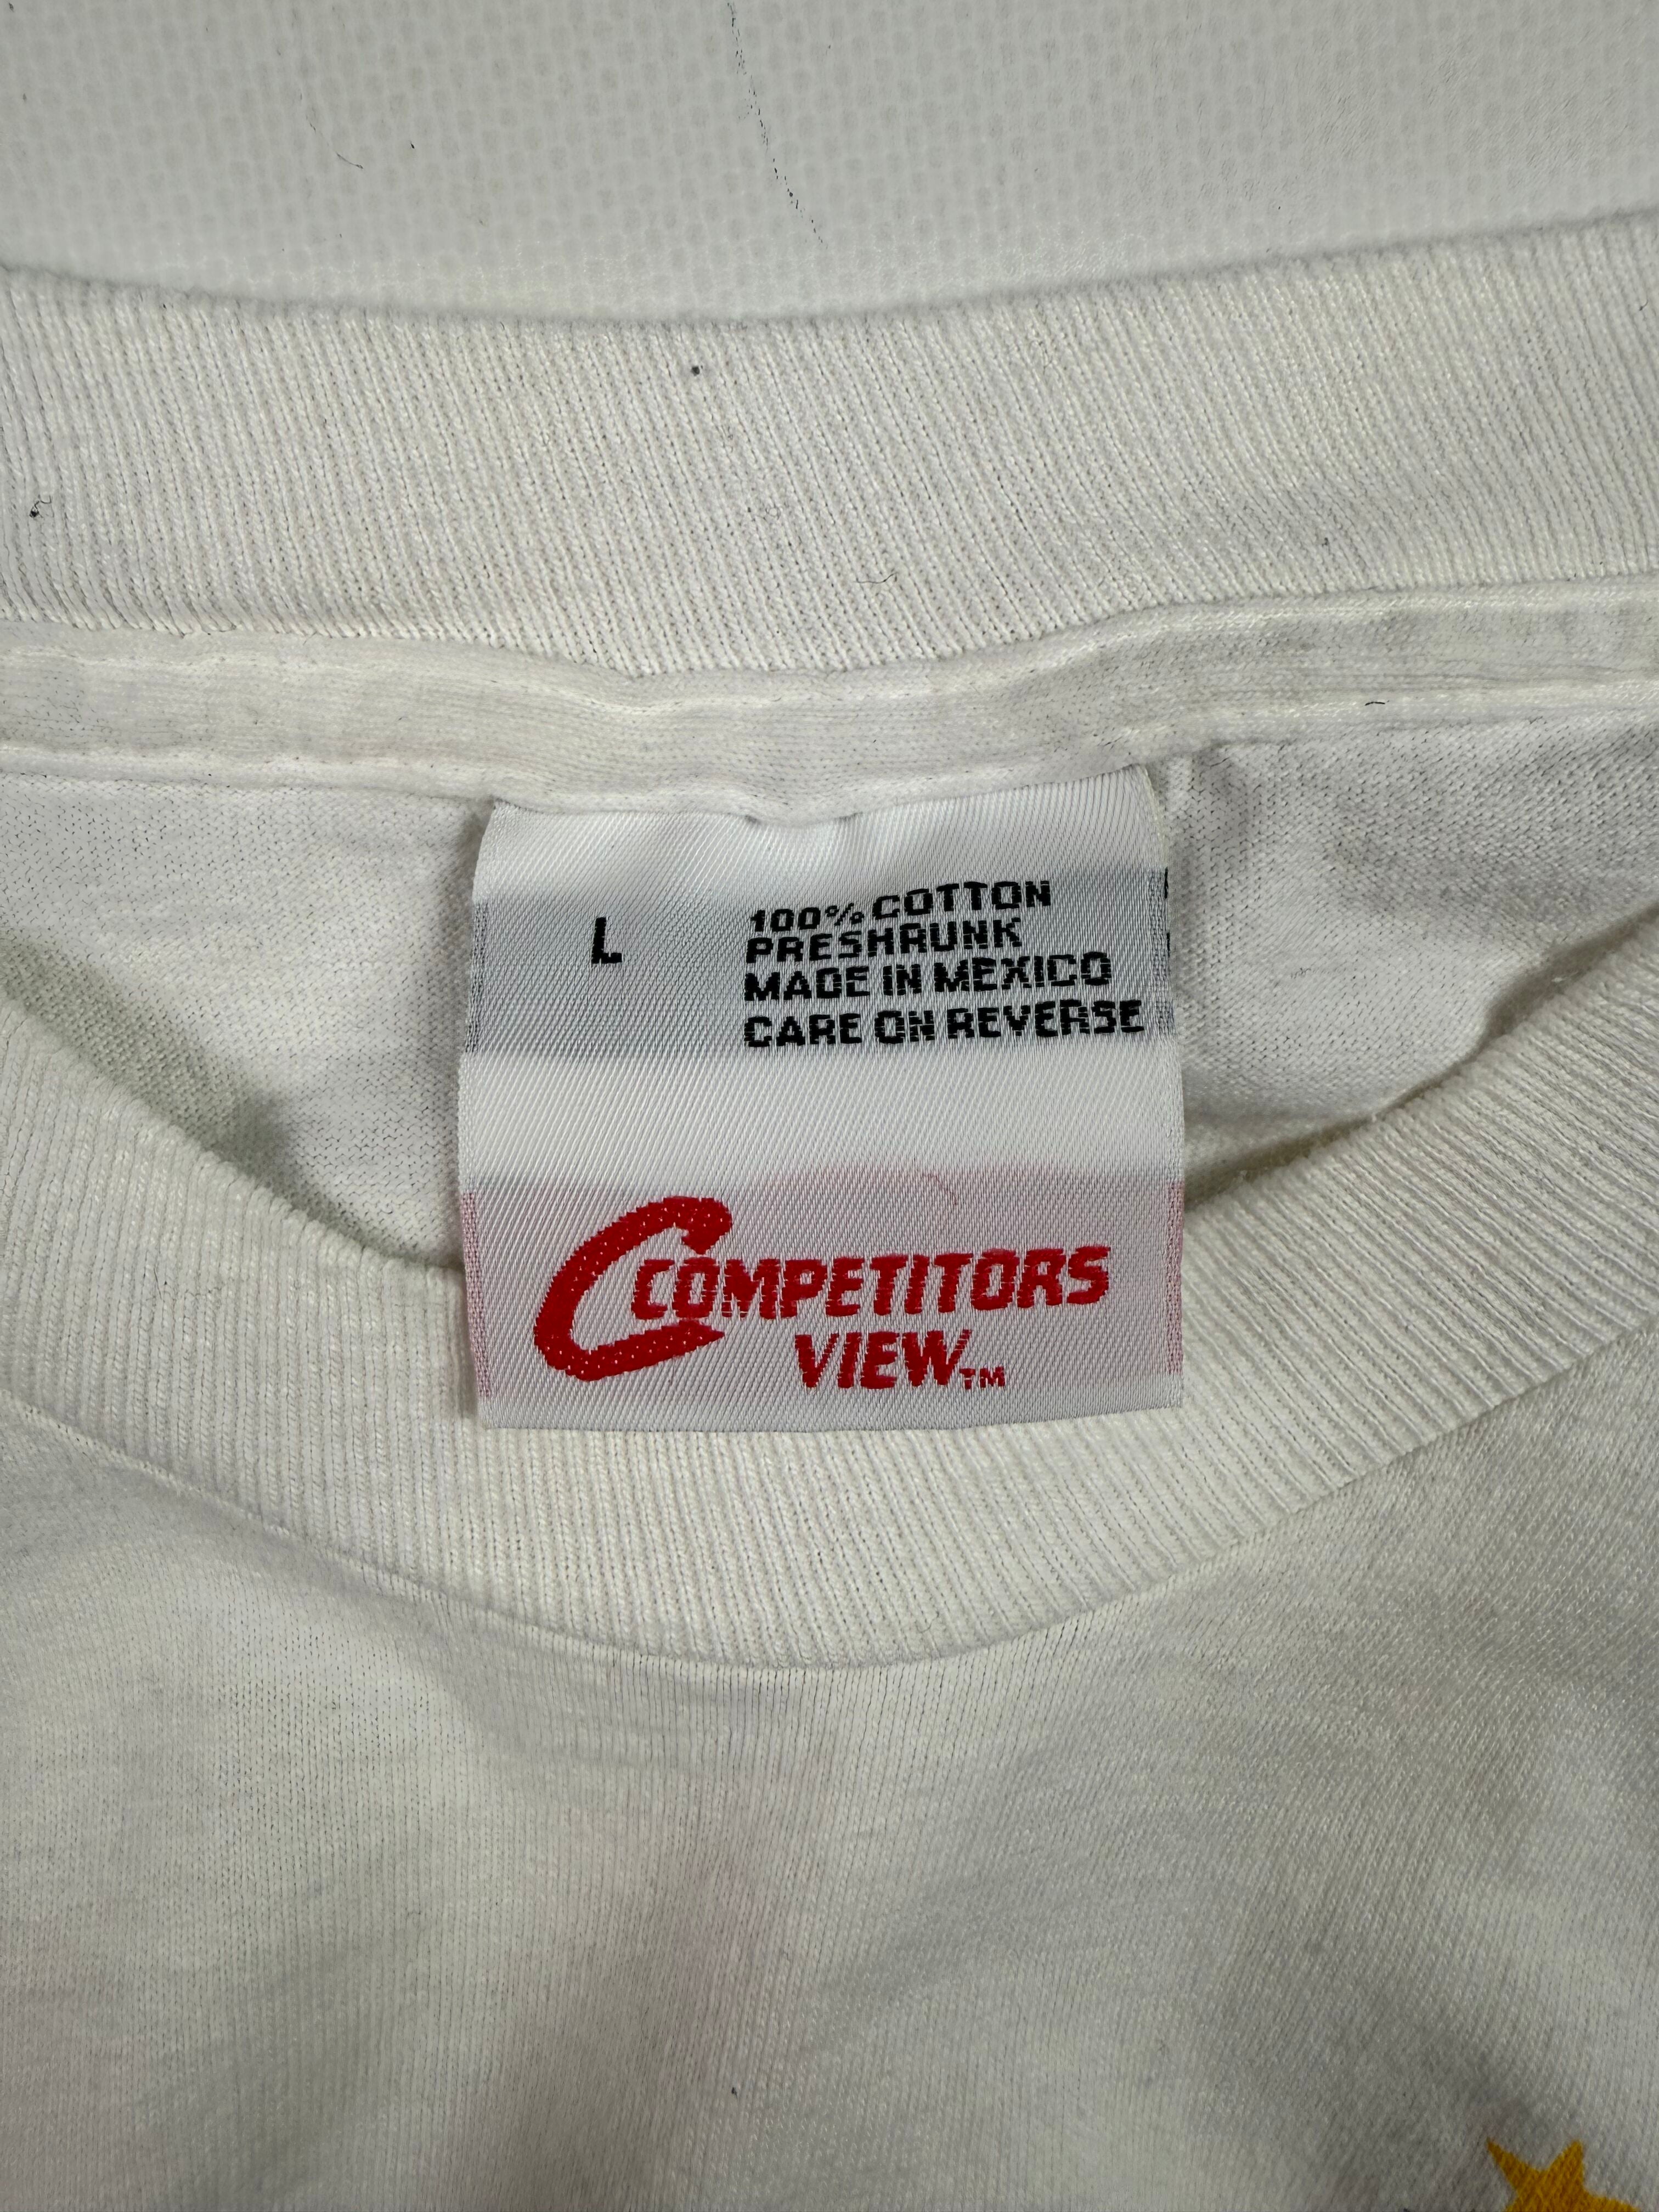 L
100% COTTON
PRESHRUNK
MADE IN MEXICO
CARE ON REVERSE
COMPETITORS
VIEW™